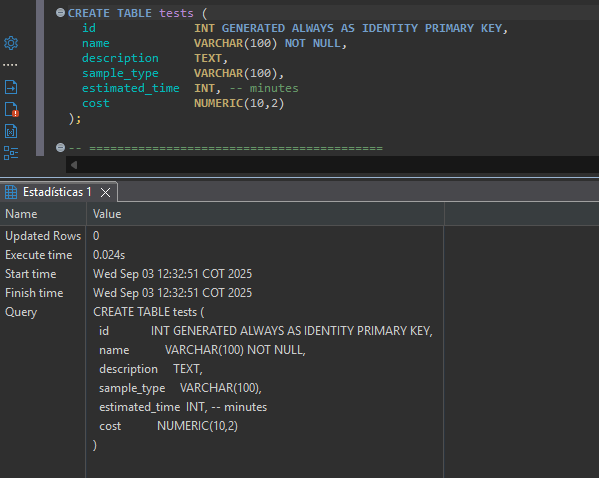 CREATE TABLE tests (
id INT GENERATED ALWAYS AS IDENTITY PRIMARY KEY,
name VARCHAR(100) NOT NULL,
description TEXT,
sample_type VARCHAR(100),
estimated_time INT, -- minutes
cost NUMERIC(10,2)
);
-- ==========================================
Estadísticas 1
Name Value
Updated Rows 0
Execute time 0.024s
Start time Wed Sep 03 12:32:51 COT 2025
Finish time Wed Sep 03 12:32:51 COT 2025
Query CREATE TABLE tests (
id INT GENERATED ALWAYS AS IDENTITY PRIMARY KEY,
name VARCHAR(100) NOT NULL,
description TEXT,
sample_type VARCHAR(100),
estimated_time INT, -- minutes
cost NUMERIC(10,2)
)